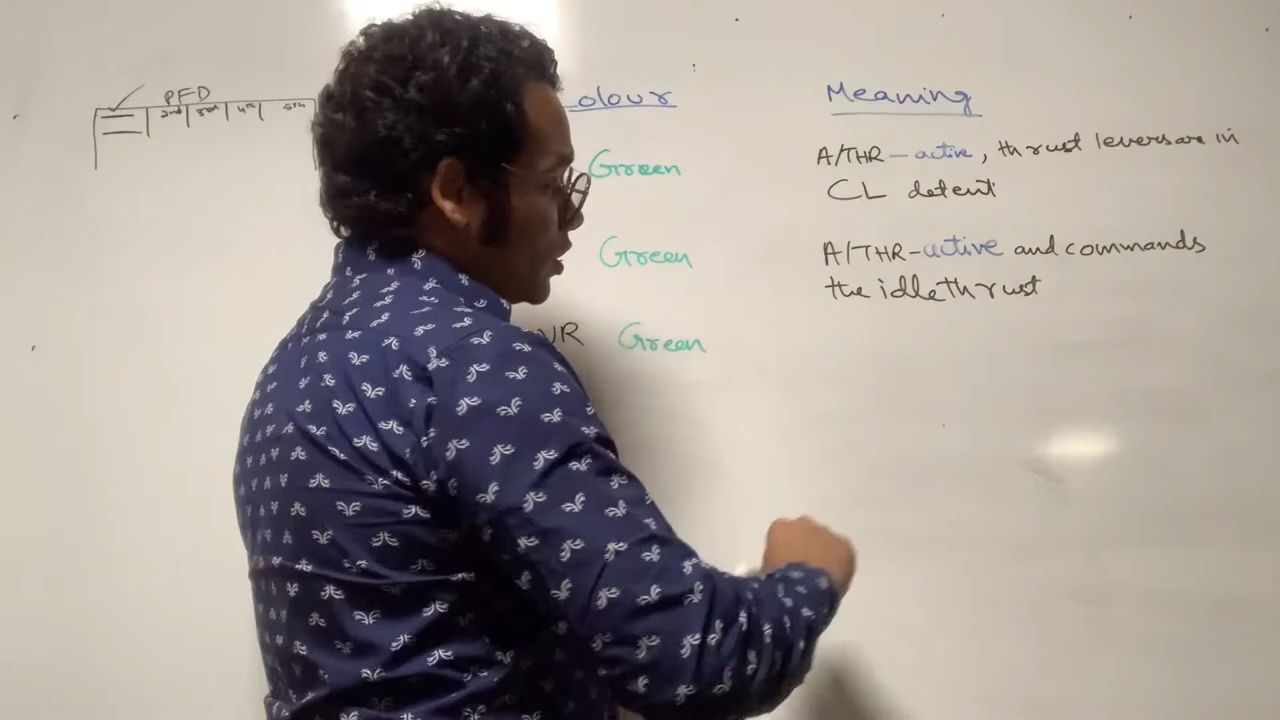 PFD
2nd 3rd 4th 5th
olour
Meaning
Green
A/THR - active, thrust levers are in
CL detent
Green
A/THR - active and commands
the idle thrust
VR Green